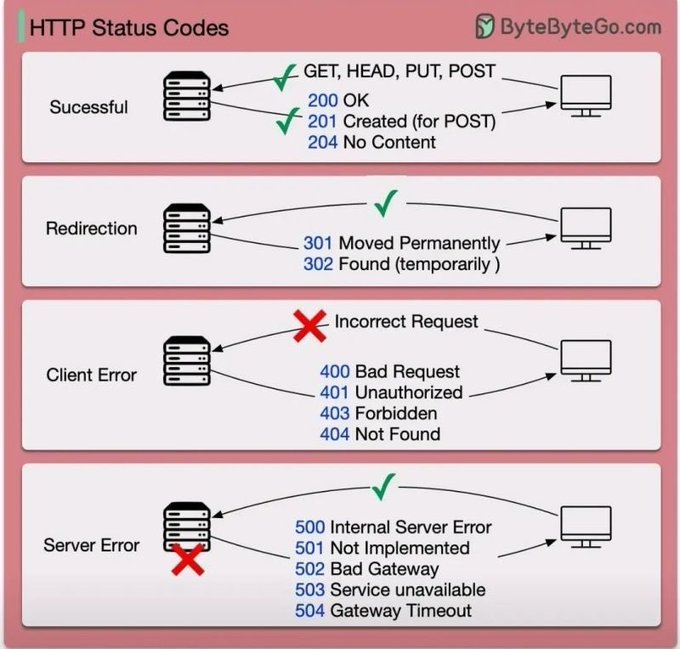 HTTP Status Codes
ByteByteGo.com
Sucessful
GET, HEAD, PUT, POST
200 OK
201 Created (for POST)
204 No Content
Redirection
301 Moved Permanently
302 Found (temporarily )
Client Error
Incorrect Request
400 Bad Request
401 Unauthorized
403 Forbidden
404 Not Found
Server Error
500 Internal Server Error
501 Not Implemented
502 Bad Gateway
503 Service unavailable
504 Gateway Timeout